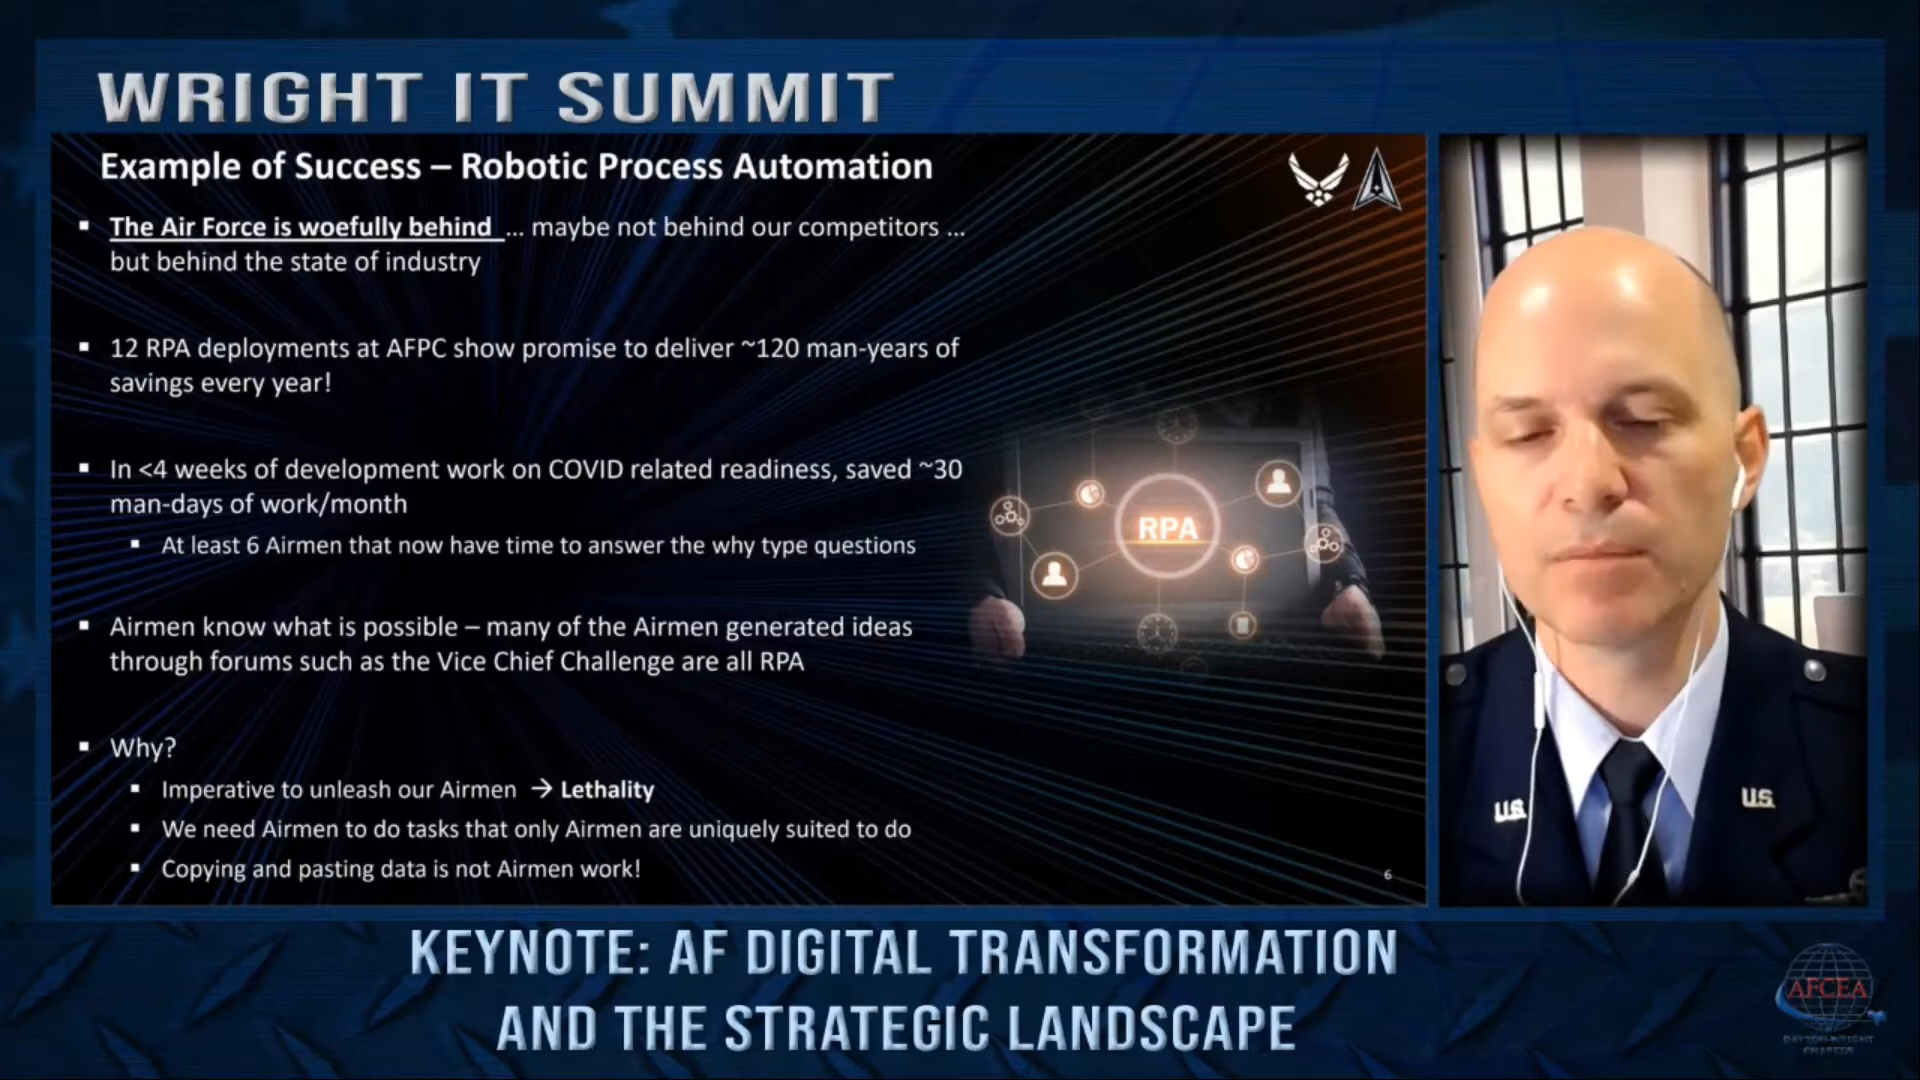 WRIGHT IT SUMMIT
Example of Success – Robotic Process Automation
▪ The Air Force is woefully behind … maybe not behind our competitors …
but behind the state of industry
▪ 12 RPA deployments at AFPC show promise to deliver ~120 man-years of
savings every year!
▪ In <4 weeks of development work on COVID related readiness, saved ~30
man-days of work/month
▪ At least 6 Airmen that now have time to answer the why type questions
▪ Airmen know what is possible – many of the Airmen generated ideas
through forums such as the Vice Chief Challenge are all RPA
▪ Why?
▪ Imperative to unleash our Airmen → Lethality
▪ We need Airmen to do tasks that only Airmen are uniquely suited to do
▪ Copying and pasting data is not Airmen work!
RPA
6
U.S.
U.S.
KEYNOTE: AF DIGITAL TRANSFORMATION
AND THE STRATEGIC LANDSCAPE
AFCEA
DAYTON-WRIGHT
CHAPTER